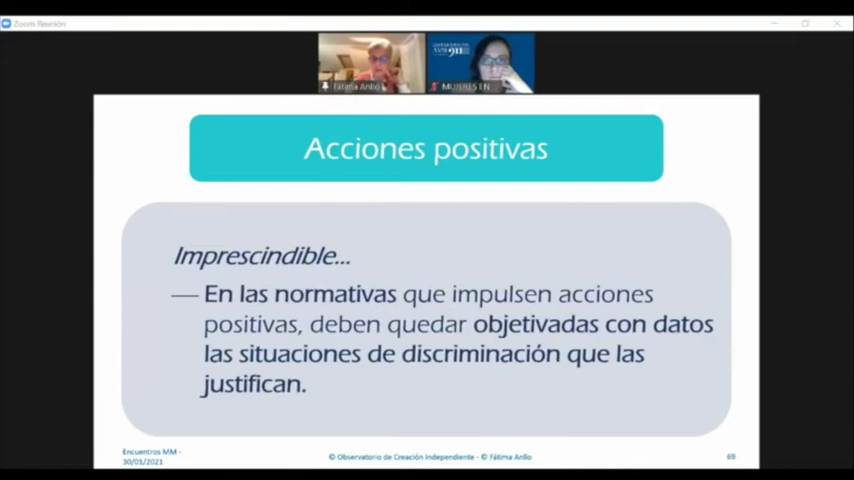 Zoom Reunión
Fátima Anllo
MUJERES EN
Acciones positivas
Imprescindible...
— En las normativas que impulsen acciones
positivas, deben quedar objetivadas con datos
las situaciones de discriminación que las
justifican.
Encuentros MM -
30/01/2021
© Observatorio de Creación Independiente - © Fátima Anllo
69